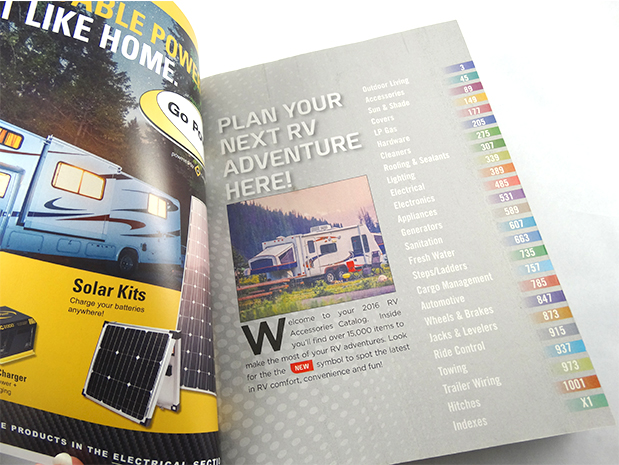 ABLE POWER
T LIKE HOME.
Go Po
Solar Kits
Charge your batteries
anywhere!
Charger
power +
ging
E PRODUCTS IN THE ELECTRICAL SECTI
PLAN YOUR
NEXT RV
ADVENTURE
HERE!
Welcome to your 2016 RV
Accessories Catalog. Inside
you'll find over 15,000 items to
make the most of your RV adventures. Look
for the the NEW symbol to spot the latest
in RV comfort, convenience and fun!
Outdoor Living 3
Accessories 45
Sun & Shade 89
Covers 149
LP Gas 177
Hardware 205
Cleaners 275
Roofing & Sealants 307
Lighting 339
Electrical 389
Electronics 485
Appliances 531
Generators 589
Sanitation 607
Fresh Water 663
Steps/Ladders 735
Cargo Management 757
Automotive 785
Wheels & Brakes 847
Jacks & Levelers 873
Ride Control 915
Towing 937
Trailer Wiring 973
Hitches 1001
Indexes X1